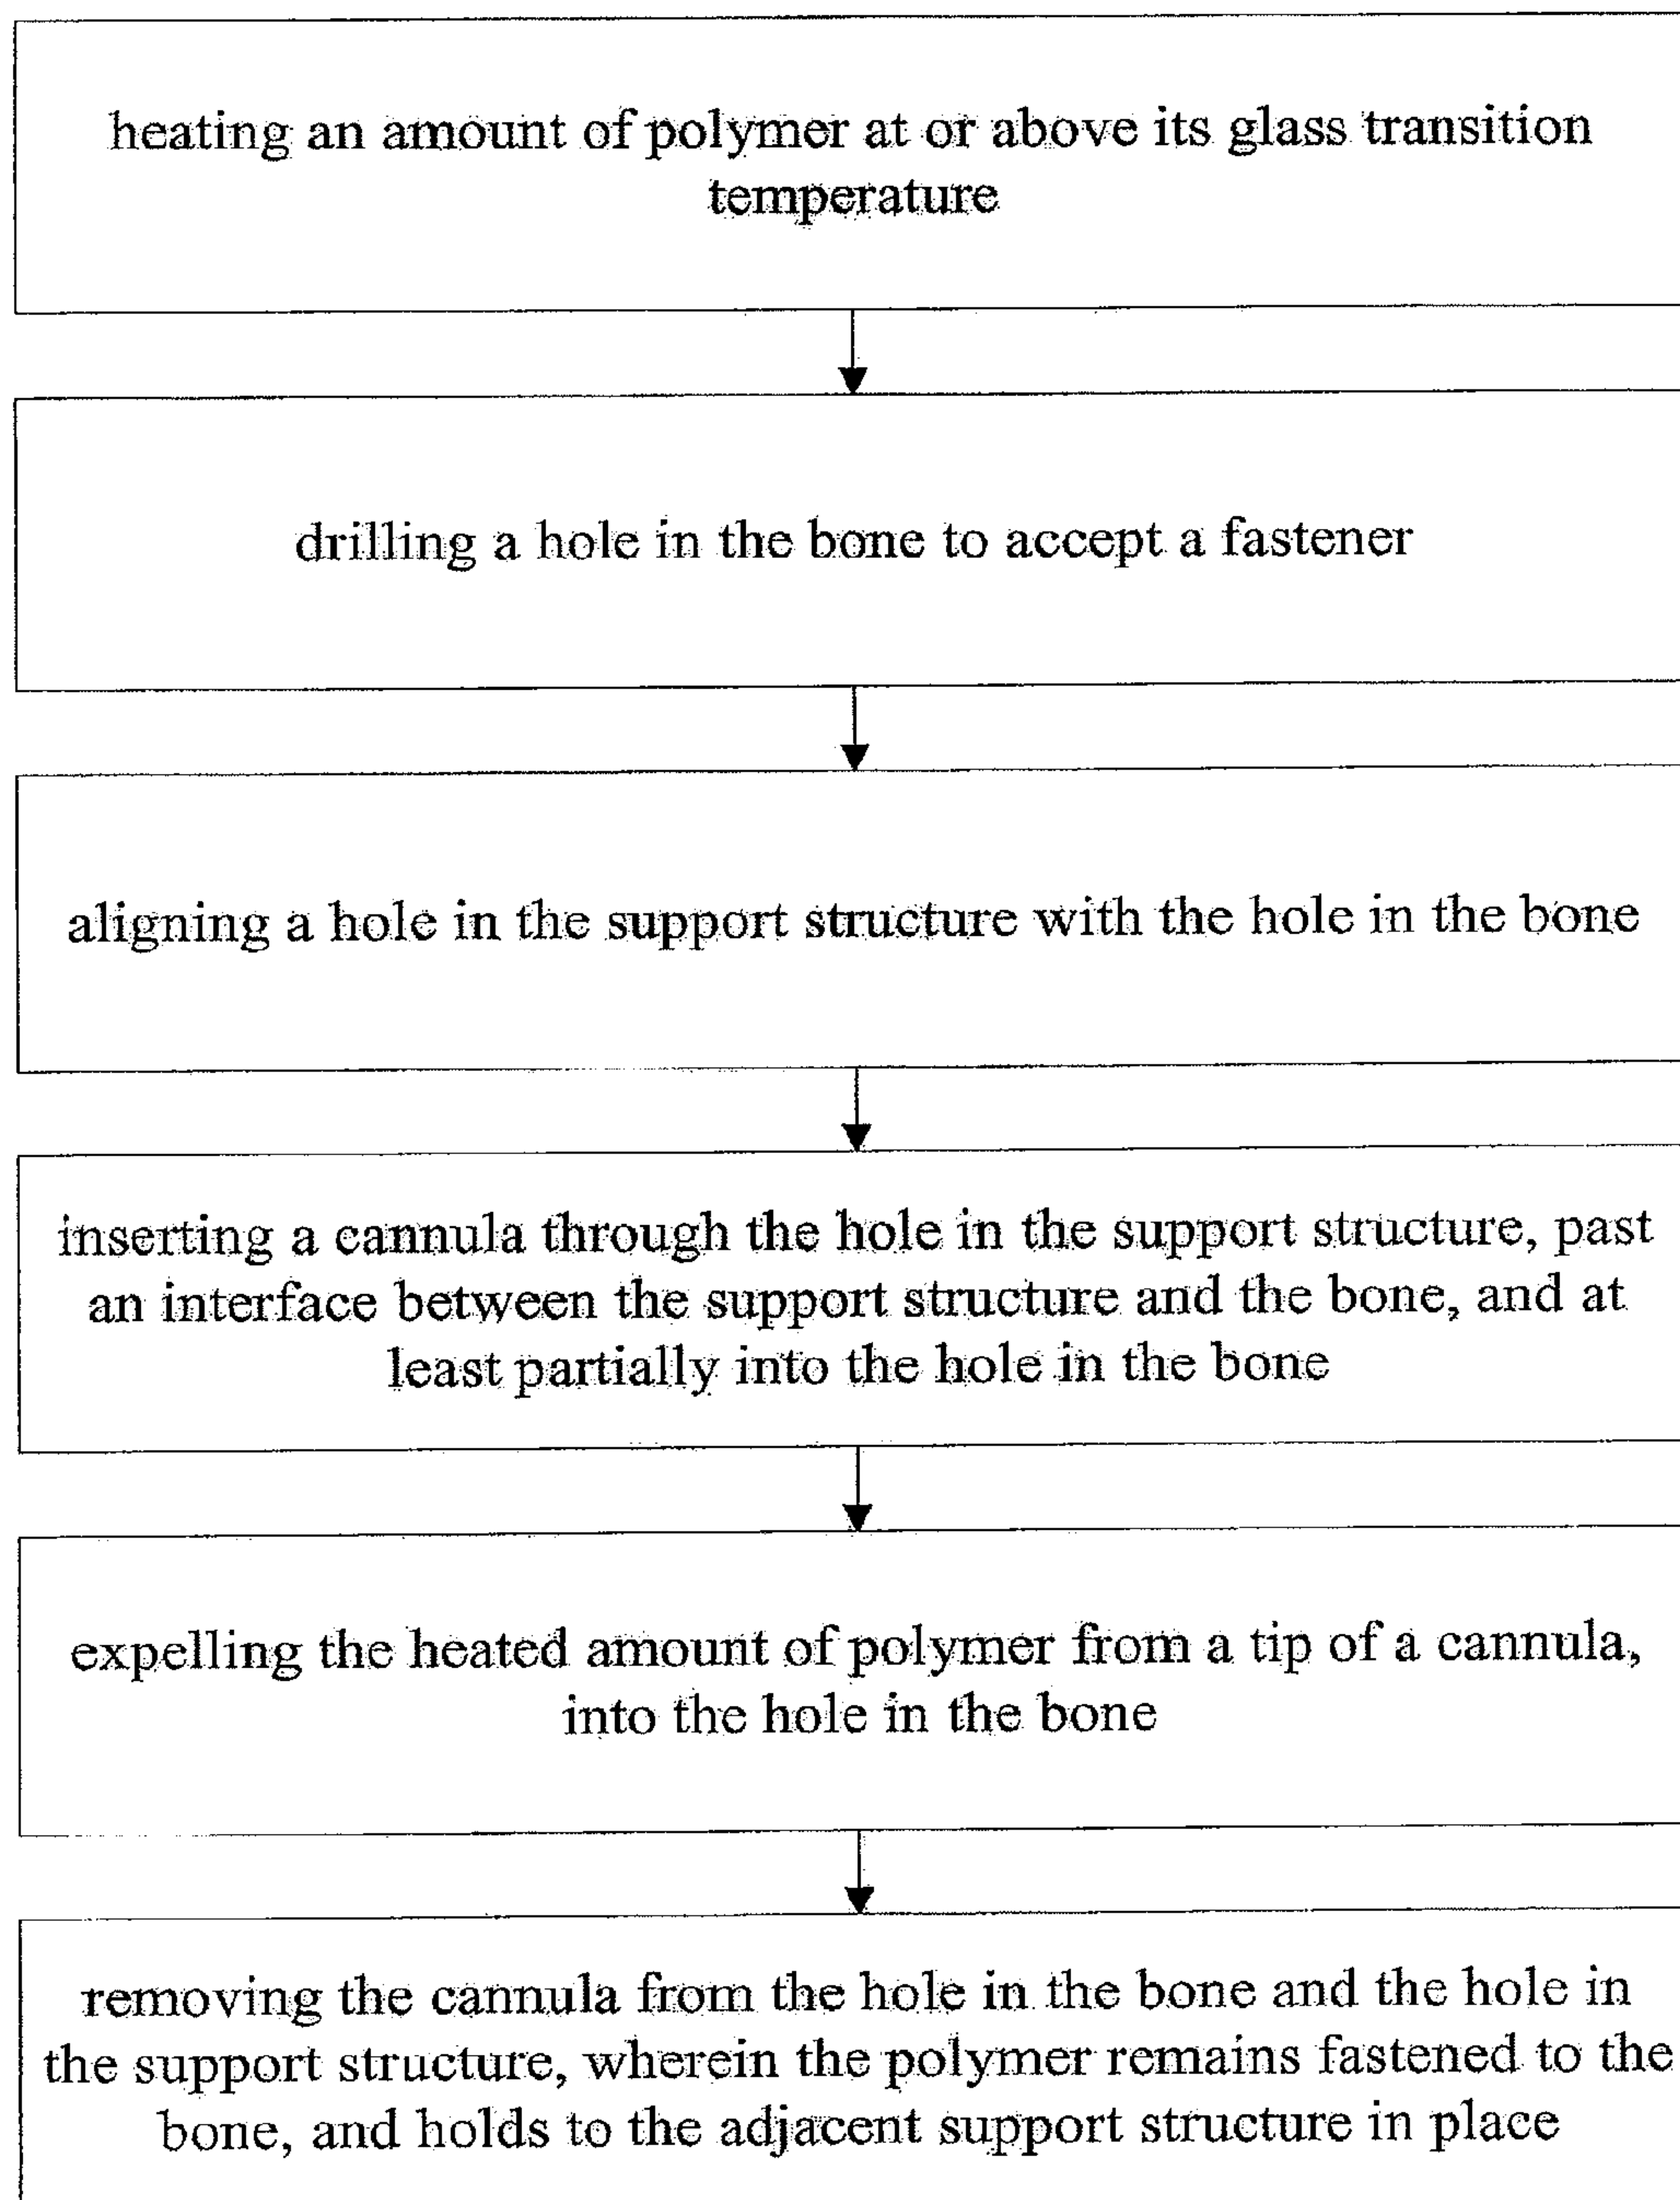 heating an amount of polymer at or above its glass transition
temperature
drilling a hole in the bone to accept a fastener
aligning a hole in the support structure with the hole in the bone
inserting a cannula through the hole in the support structure, past
an interface between the support structure and the bone, and at
least partially into the hole in the bone
expelling the heated amount of polymer from a tip of a cannula,
into the hole in the bone
removing the cannula from the hole in the bone and the hole in
the support structure, wherein the polymer remains fastened to the
bone, and holds to the adjacent support structure in place